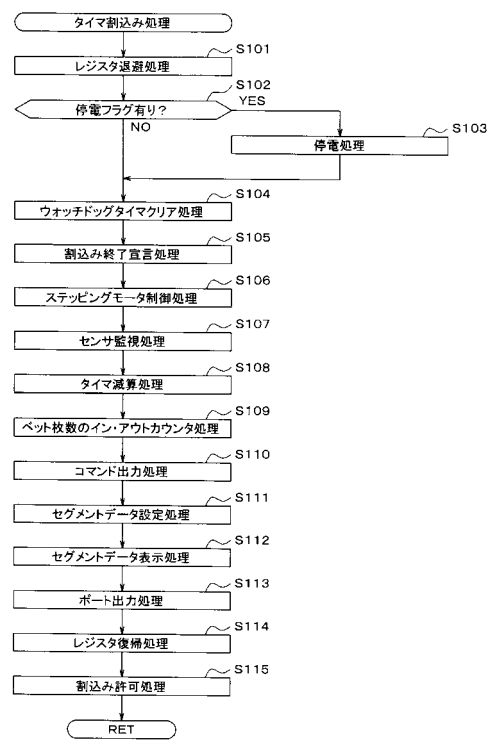 タイマ割込み処理
S101
レジスタ退避処理
S102
停電フラグ有り？
YES
NO
S103
停電処理
S104
ウォッチドッグタイマクリア処理
S105
割込み終了宣言処理
S106
ステッピングモータ制御処理
S107
センサ監視処理
S108
タイマ減算処理
S109
ベット枚数のイン・アウトカウンタ処理
S110
コマンド出力処理
S111
セグメントデータ設定処理
S112
セグメントデータ表示処理
S113
ポート出力処理
S114
レジスタ復帰処理
S115
割込み許可処理
RET